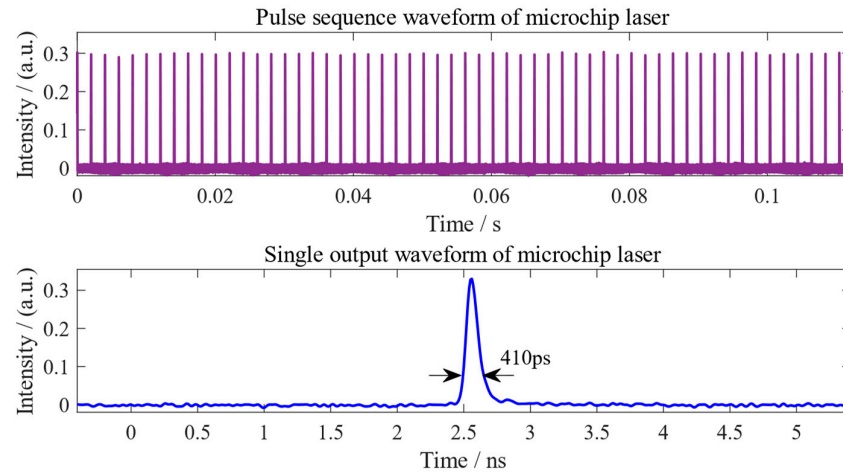 Pulse sequence waveform of microchip laser
Intensity / (a.u.)
0.3
0.2
0.1
0
0 0.02 0.04 0.06 0.08 0.1
Time / s
Single output waveform of microchip laser
Intensity / (a.u.)
0.3
0.2
0.1
0
410ps
0 0.5 1 1.5 2 2.5 3 3.5 4 4.5 5
Time / ns